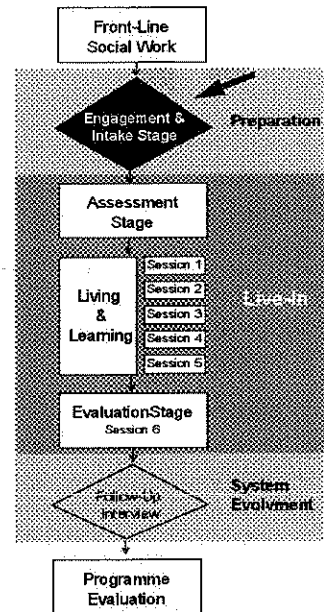 Front-Line
Social Work
Engagement &
Intake Stage
Preparation
Assessment
Stage
Living
&
Learning
Session 1
Session 2
Session 3
Session 4
Session 5
Live-In
EvaluationStage
Session 6
Follow-Up
Interview
System
Evolvment
Programme
Evaluation